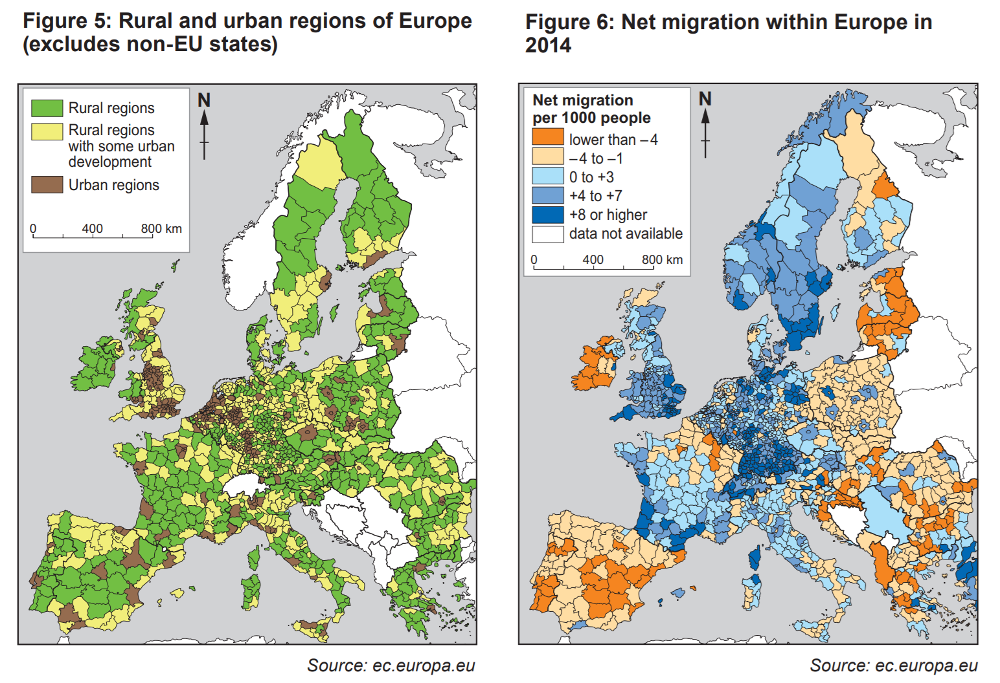 Figure 5: Rural and urban regions of Europe
(excludes non-EU states)
Rural regions
Rural regions
with some urban
development
Urban regions
0 400 800 km
N
Source: ec.europa.eu
Figure 6: Net migration within Europe in
2014
Net migration
per 1000 people
lower than –4
–4 to –1
0 to +3
+4 to +7
+8 or higher
data not available
0 400 800 km
N
Source: ec.europa.eu